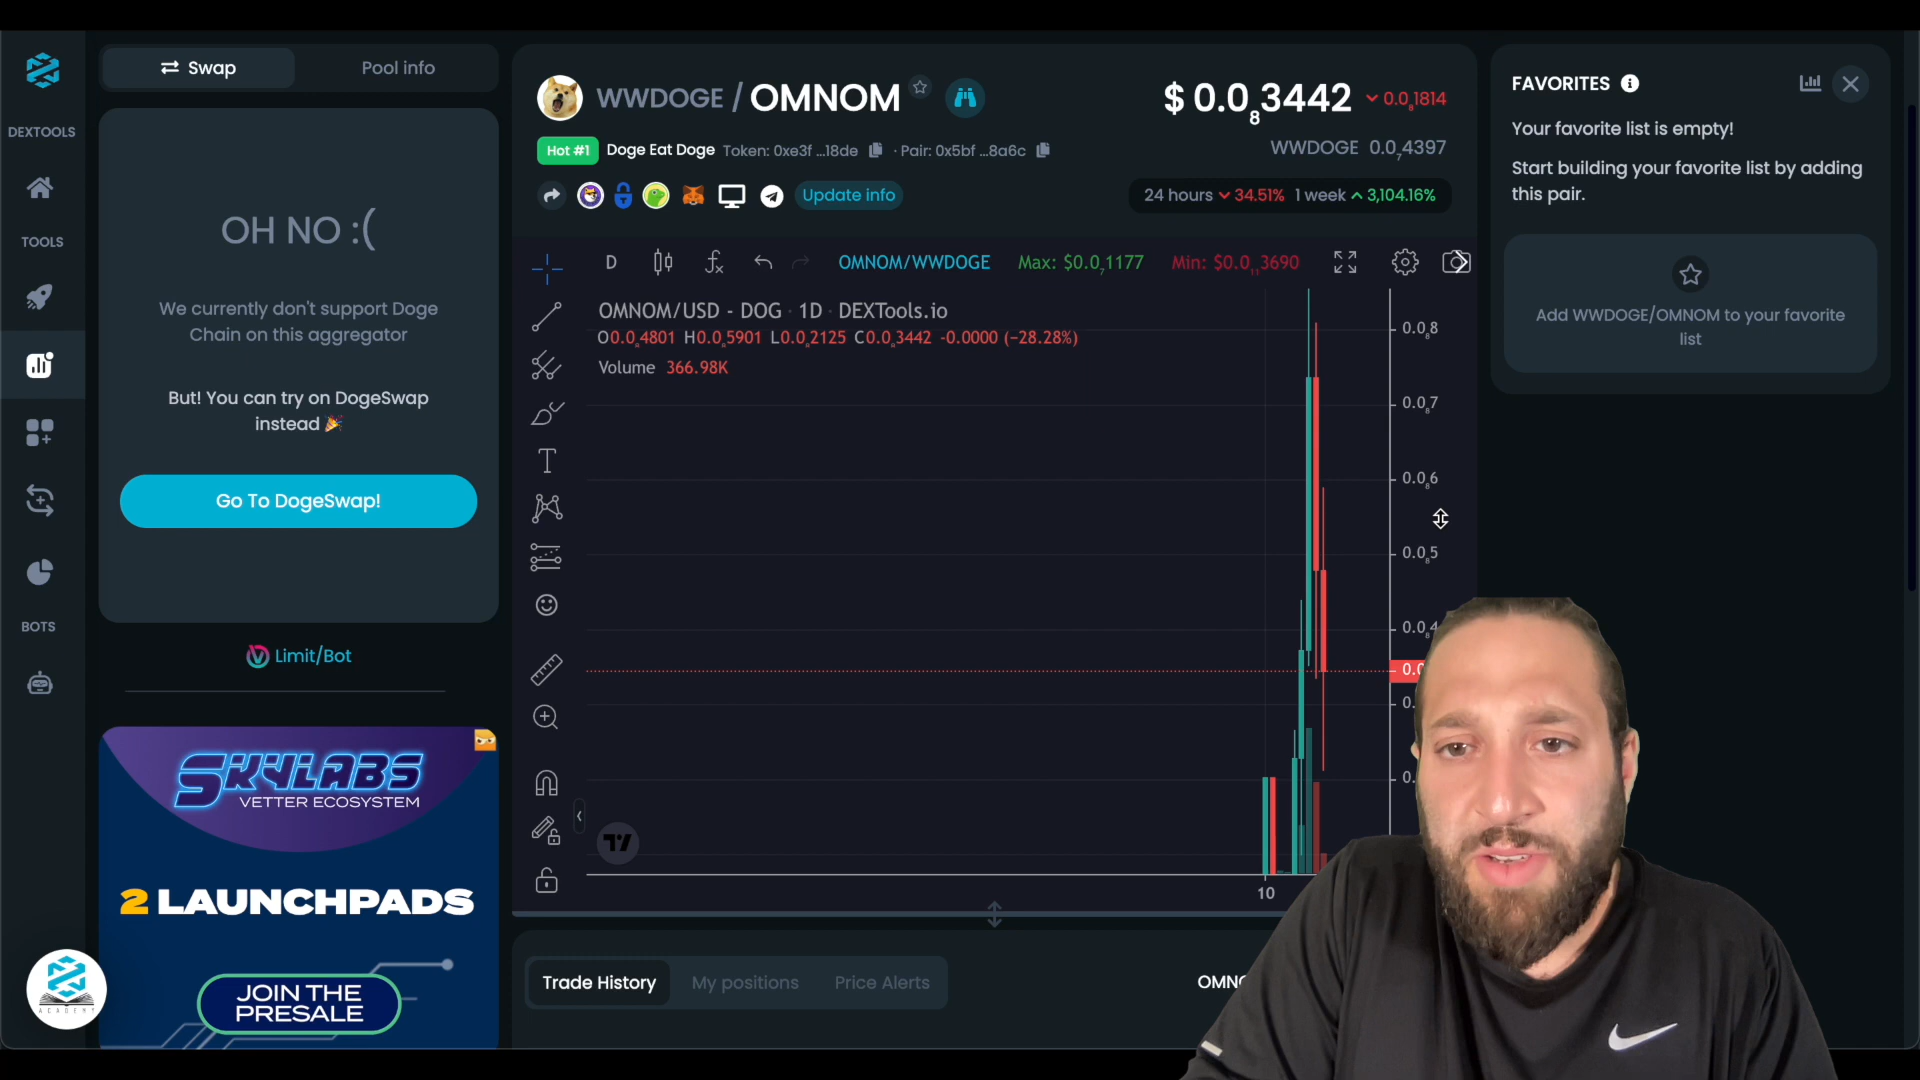 Swap
Pool info
DEXTOOLS
TOOLS
BOTS
OH NO :(
We currently don't support Doge
Chain on this aggregator
But! You can try on DogeSwap
instead 🎉
Go To DogeSwap!
Limit/Bot
SKYLABS
VETTER ECOSYSTEM
2 LAUNCHPADS
JOIN THE
PRESALE
ACADEMY
WWDOGE / OMNOM
Hot #1 Doge Eat Doge Token: 0xe3f ...18de · Pair: 0x5bf ...8a6c
Update info
$ 0.0₈3442 0.0₈1814
WWDOGE 0.0₇4397
24 hours 34.51% 1 week 3,104.16%
D
OMNOM/WWDOGE Max: $0.0₇1177 Min: $0.0₁₁3690
OMNOM/USD - DOG · 1D · DEXTools.io
O0.0₈4801 H0.0₈5901 L0.0₈2125 C0.0₈3442 -0.0000 (−28.28%)
Volume 366.98K
0.0₈8
0.0₈7
0.0₈6
0.0₈5
0.0₈4
10
Trade History
My positions
Price Alerts
FAVORITES
Your favorite list is empty!
Start building your favorite list by adding
this pair.
Add WWDOGE/OMNOM to your favorite
list